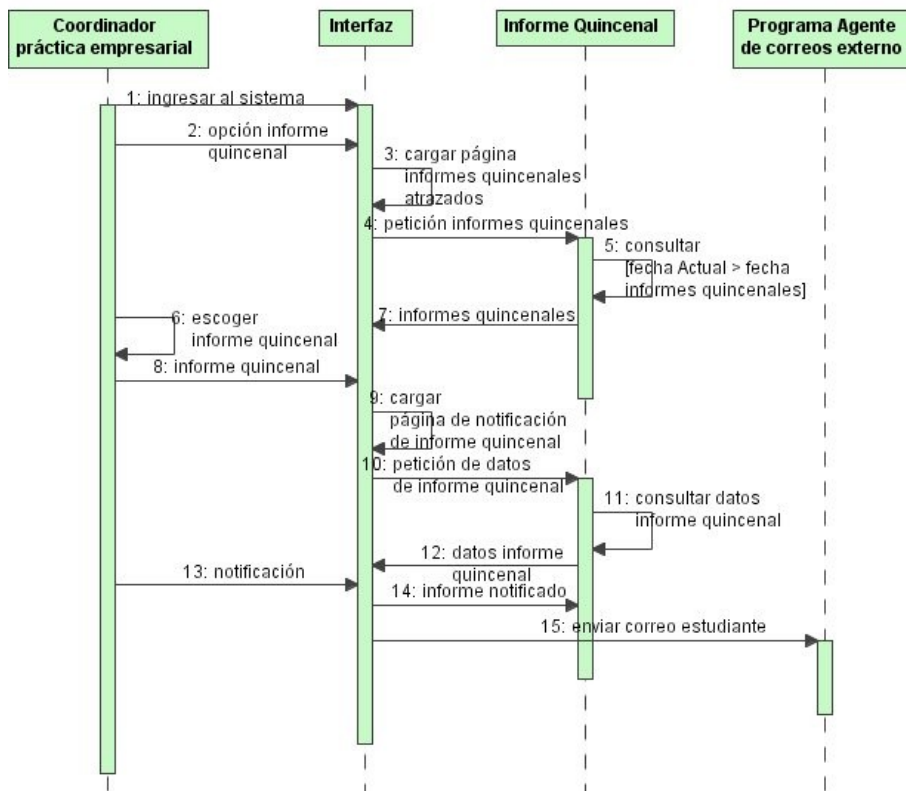 Coordinador
práctica empresarial
Interfaz
Informe Quincenal
Programa Agente
de correos externo
1: ingresar al sistema
2: opción informe
quincenal
3: cargar página
informes quincenales
atrazados
4: petición informes quincenales
5: consultar
[fecha Actual > fecha
informes quincenales]
7: informes quincenales
6: escoger
informe quincenal
8: informe quincenal
9: cargar
página de notificación
de informe quincenal
10: petición de datos
de informe quincenal
11: consultar datos
informe quincenal
12: datos informe
quincenal
13: notificación
14: informe notificado
15: enviar correo estudiante